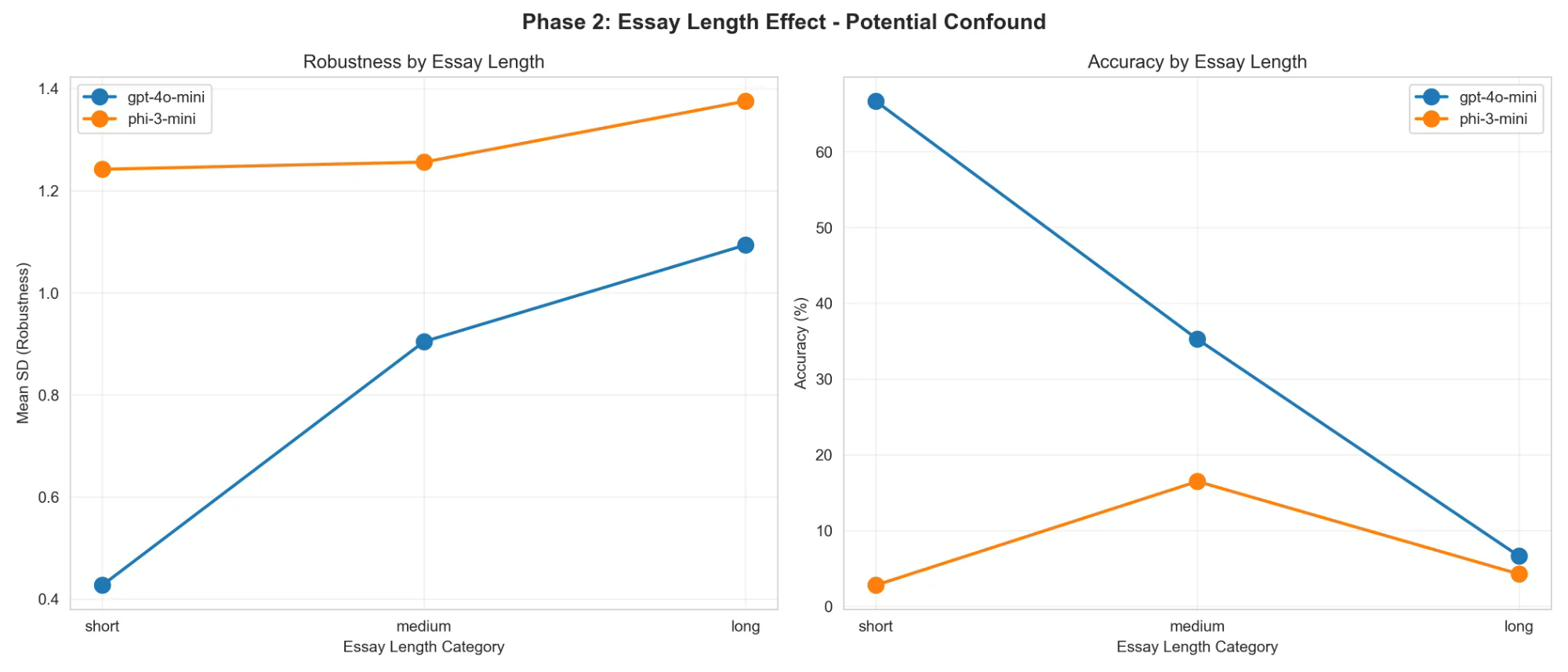 Phase 2: Essay Length Effect - Potential Confound
Robustness by Essay Length
gpt-4o-mini
phi-3-mini
1.4
1.2
1.0
0.8
0.6
0.4
Mean SD (Robustness)
short medium long
Essay Length Category
Accuracy by Essay Length
gpt-4o-mini
phi-3-mini
60
50
40
30
20
10
0
Accuracy (%)
short medium long
Essay Length Category